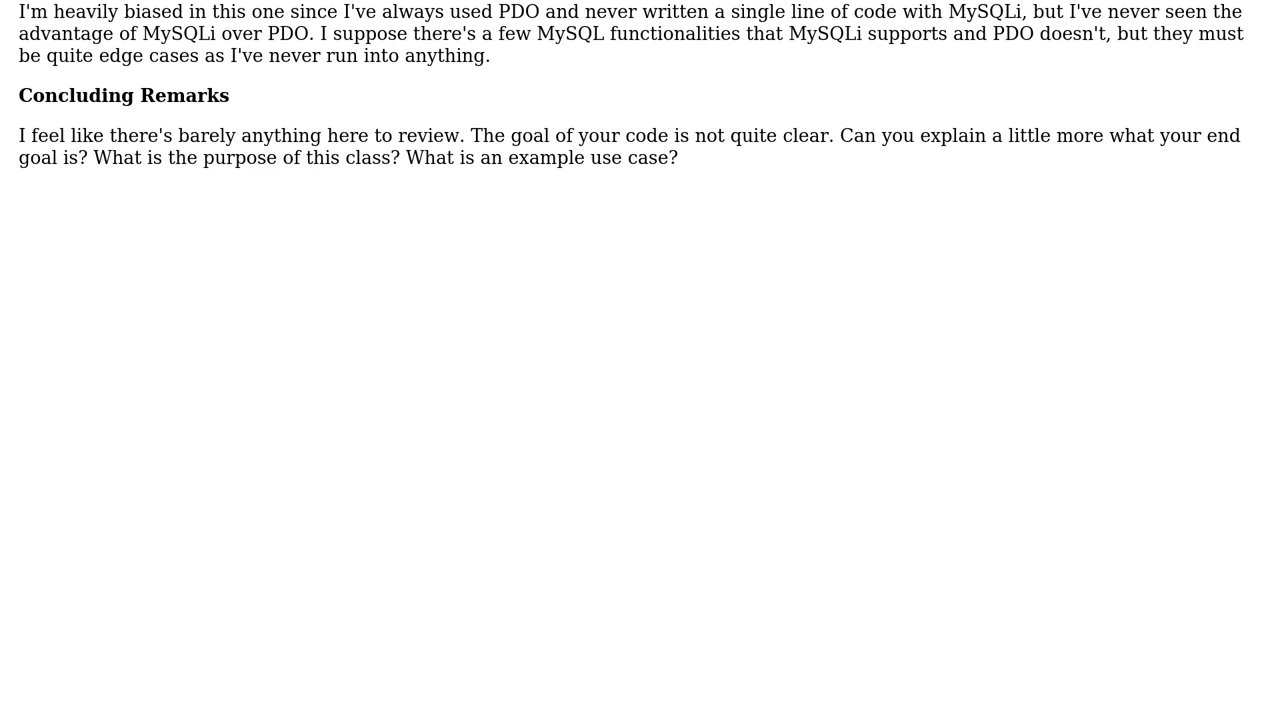 I'm heavily biased in this one since I've always used PDO and never written a single line of code with MySQLi, but I've never seen the
advantage of MySQLi over PDO. I suppose there's a few MySQL functionalities that MySQLi supports and PDO doesn't, but they must
be quite edge cases as I've never run into anything.
Concluding Remarks
I feel like there's barely anything here to review. The goal of your code is not quite clear. Can you explain a little more what your end
goal is? What is the purpose of this class? What is an example use case?